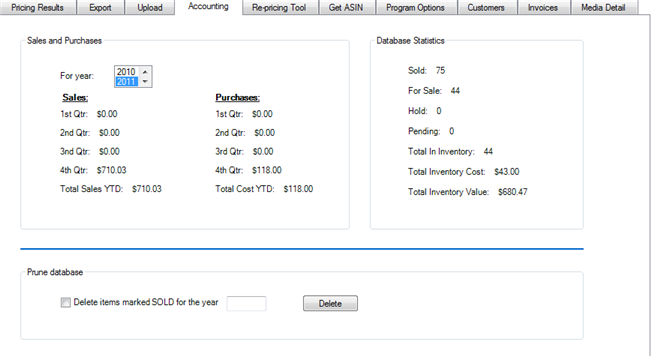 Pricing Results Export Upload Accounting Re-pricing Tool Get ASIN Program Options Customers Invoices Media Detail
Sales and Purchases
For year: 2010
2011
Sales: Purchases:
1st Qtr: $0.00 1st Qtr: $0.00
2nd Qtr: $0.00 2nd Qtr: $0.00
3nd Qtr: $0.00 3rd Qtr: $0.00
4th Qtr: $710.03 4th Qtr: $118.00
Total Sales YTD: $710.03 Total Cost YTD: $118.00
Database Statistics
Sold: 75
For Sale: 44
Hold: 0
Pending: 0
Total In Inventory: 44
Total Inventory Cost: $43.00
Total Inventory Value: $680.47
Prune database
Delete items marked SOLD for the year Delete